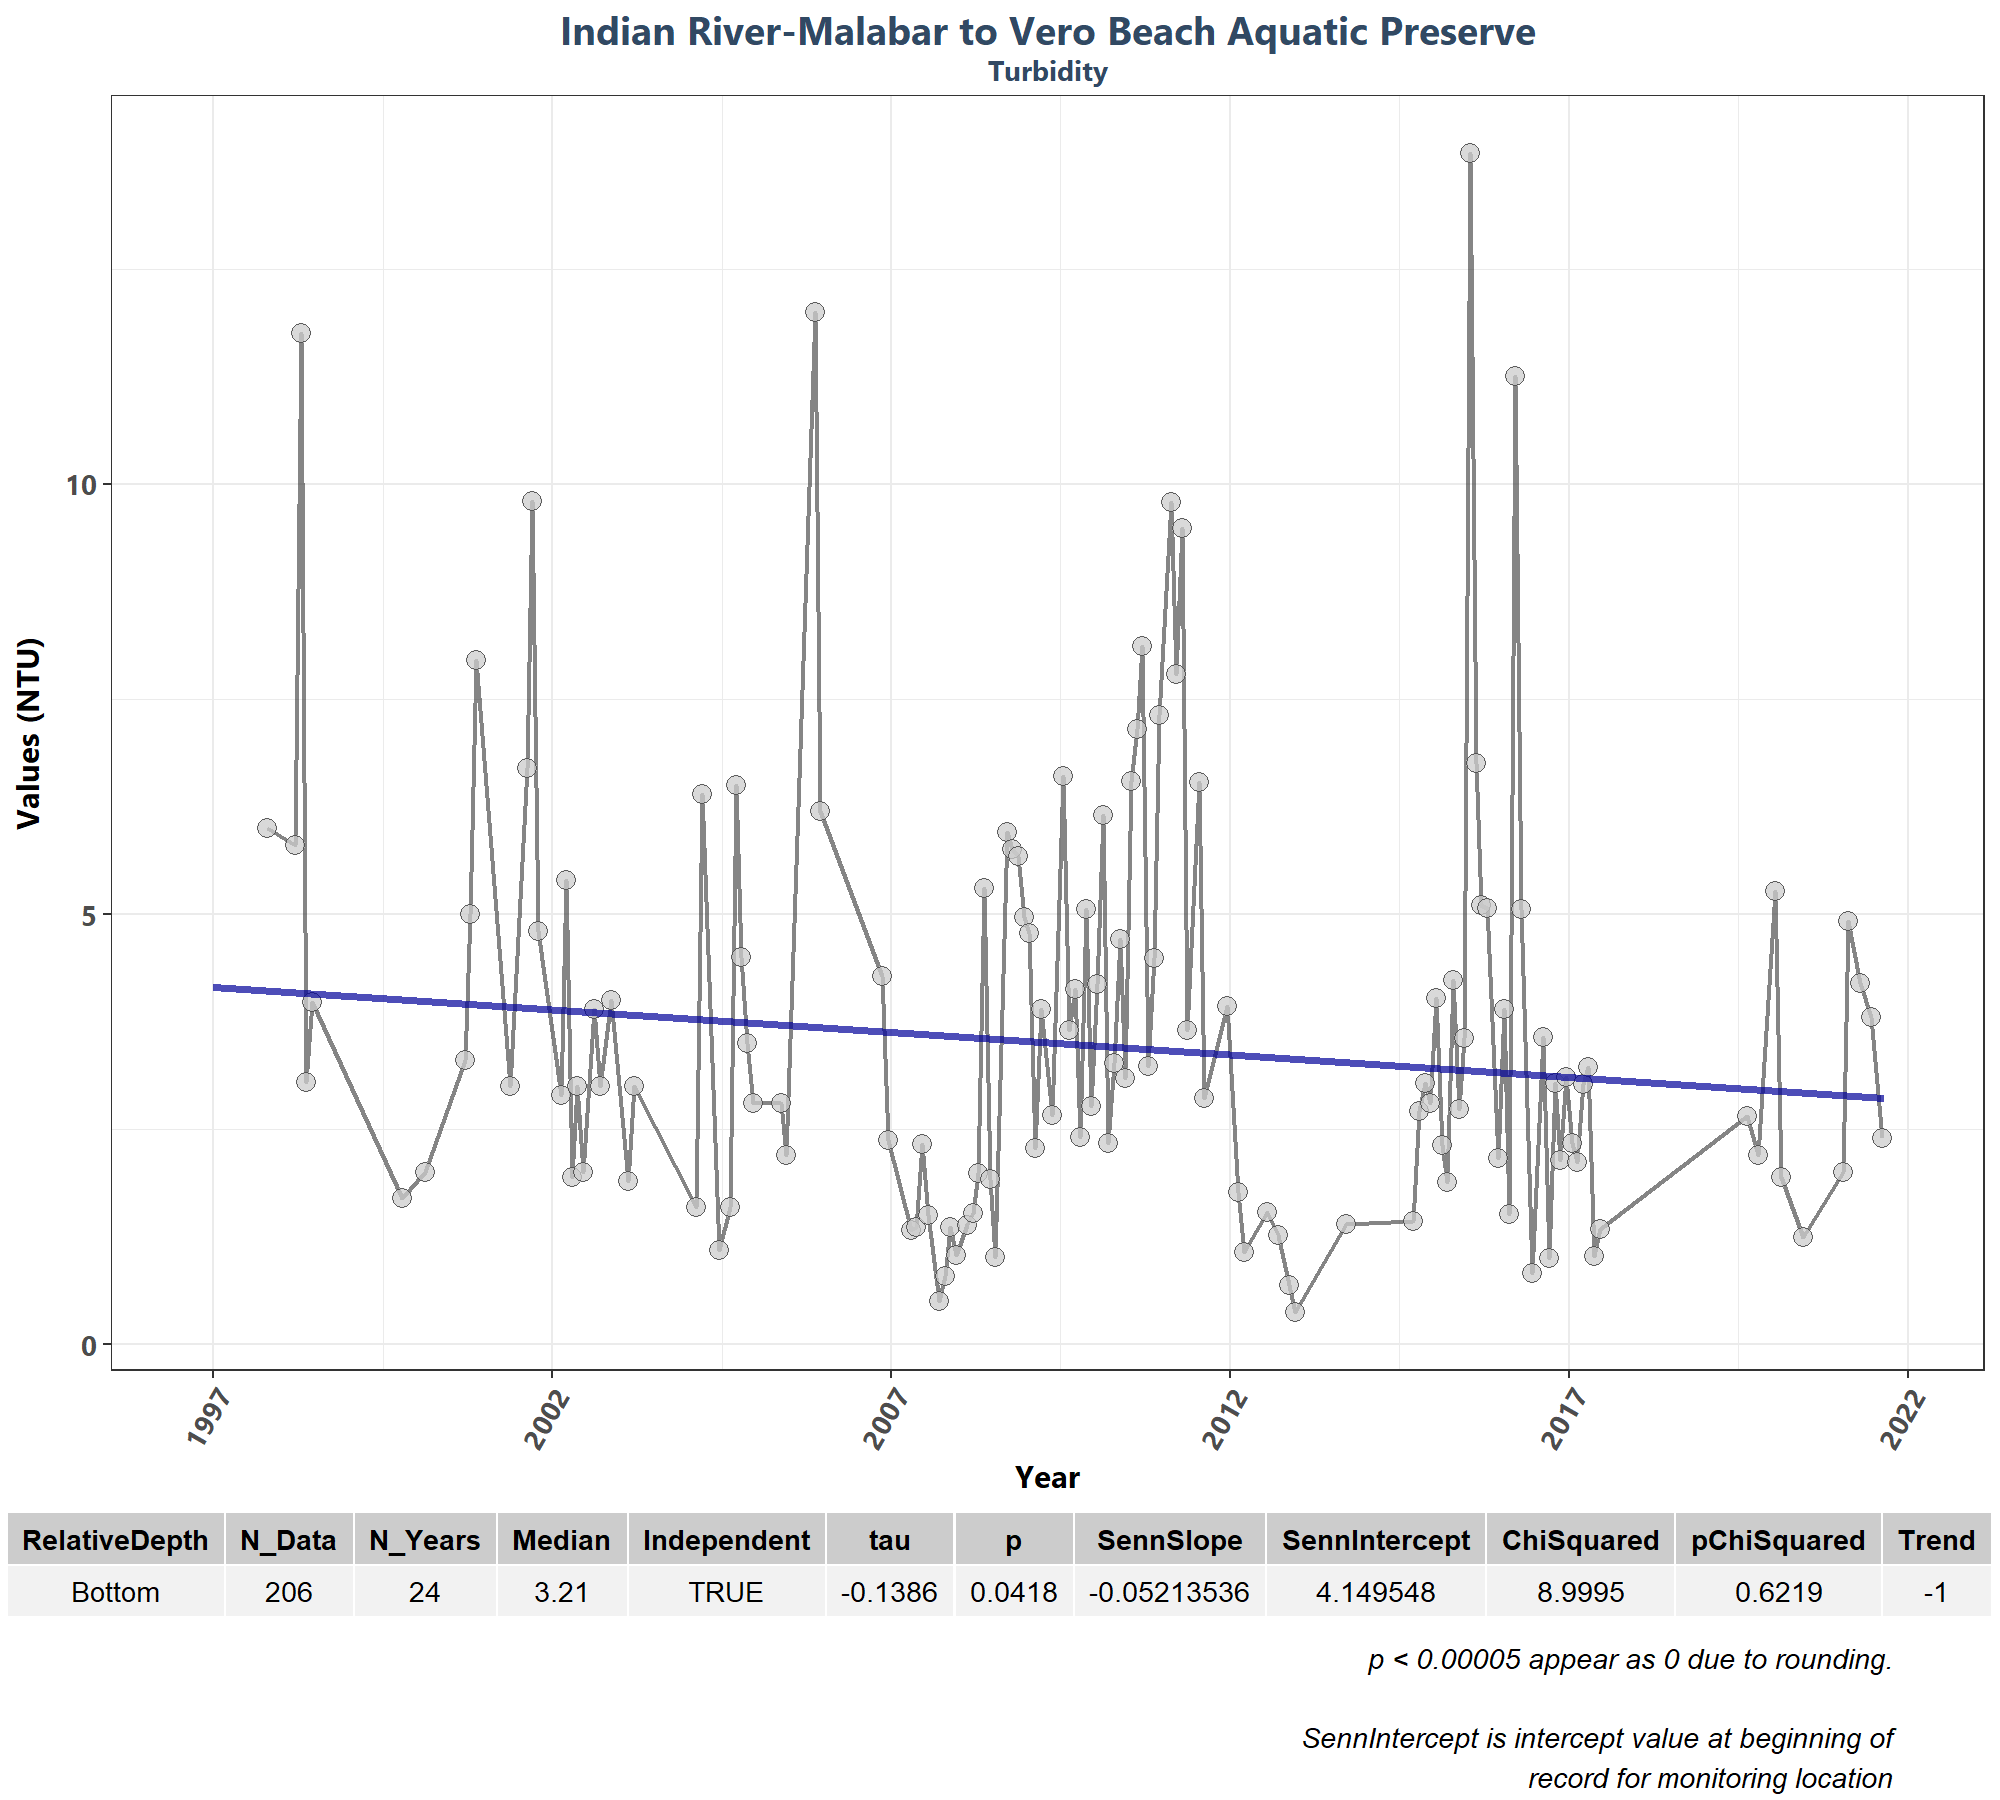 Indian River-Malabar to Vero Beach Aquatic Preserve
Turbidity
Values (NTU)
10
5
0
1997
2002
2007
2012
2017
2022
Year
RelativeDepth N_Data N_Years Median Independent tau p SennSlope SennIntercept ChiSquared pChiSquared Trend
Bottom 206 24 3.21 TRUE -0.1386 0.0418 -0.05213536 4.149548 8.9995 0.6219 -1
p < 0.00005 appear as 0 due to rounding.
SennIntercept is intercept value at beginning of
record for monitoring location